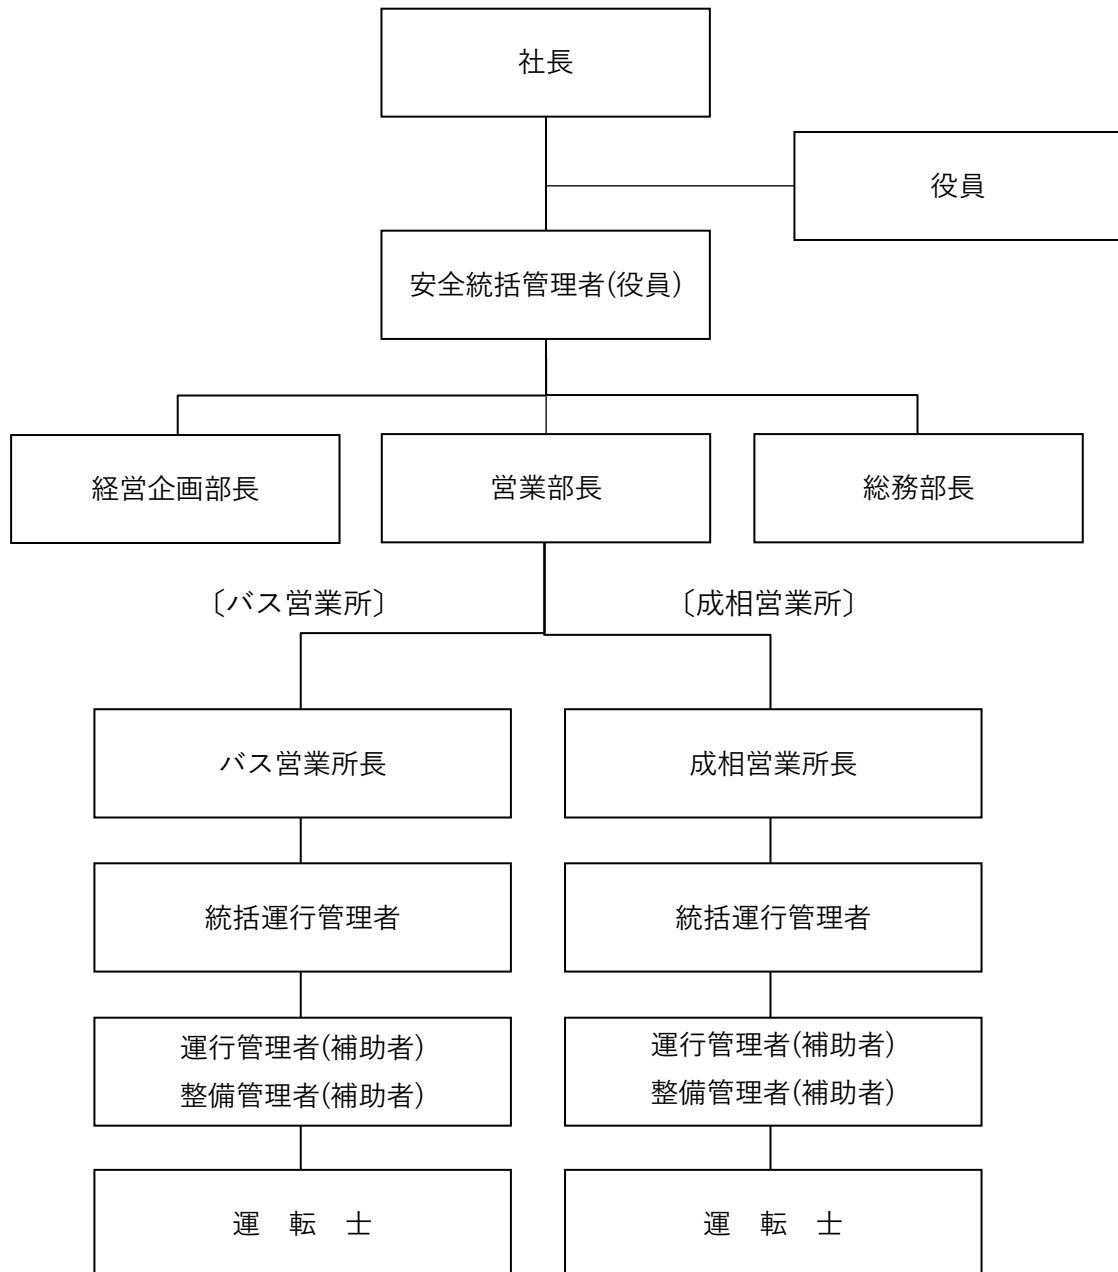 社長
役員
安全統括管理者(役員)
経営企画部長
営業部長
総務部長
〔バス営業所〕
〔成相営業所〕
バス営業所長
成相営業所長
統括運行管理者
統括運行管理者
運行管理者(補助者)
整備管理者(補助者)
運行管理者(補助者)
整備管理者(補助者)
運　転　士
運　転　士